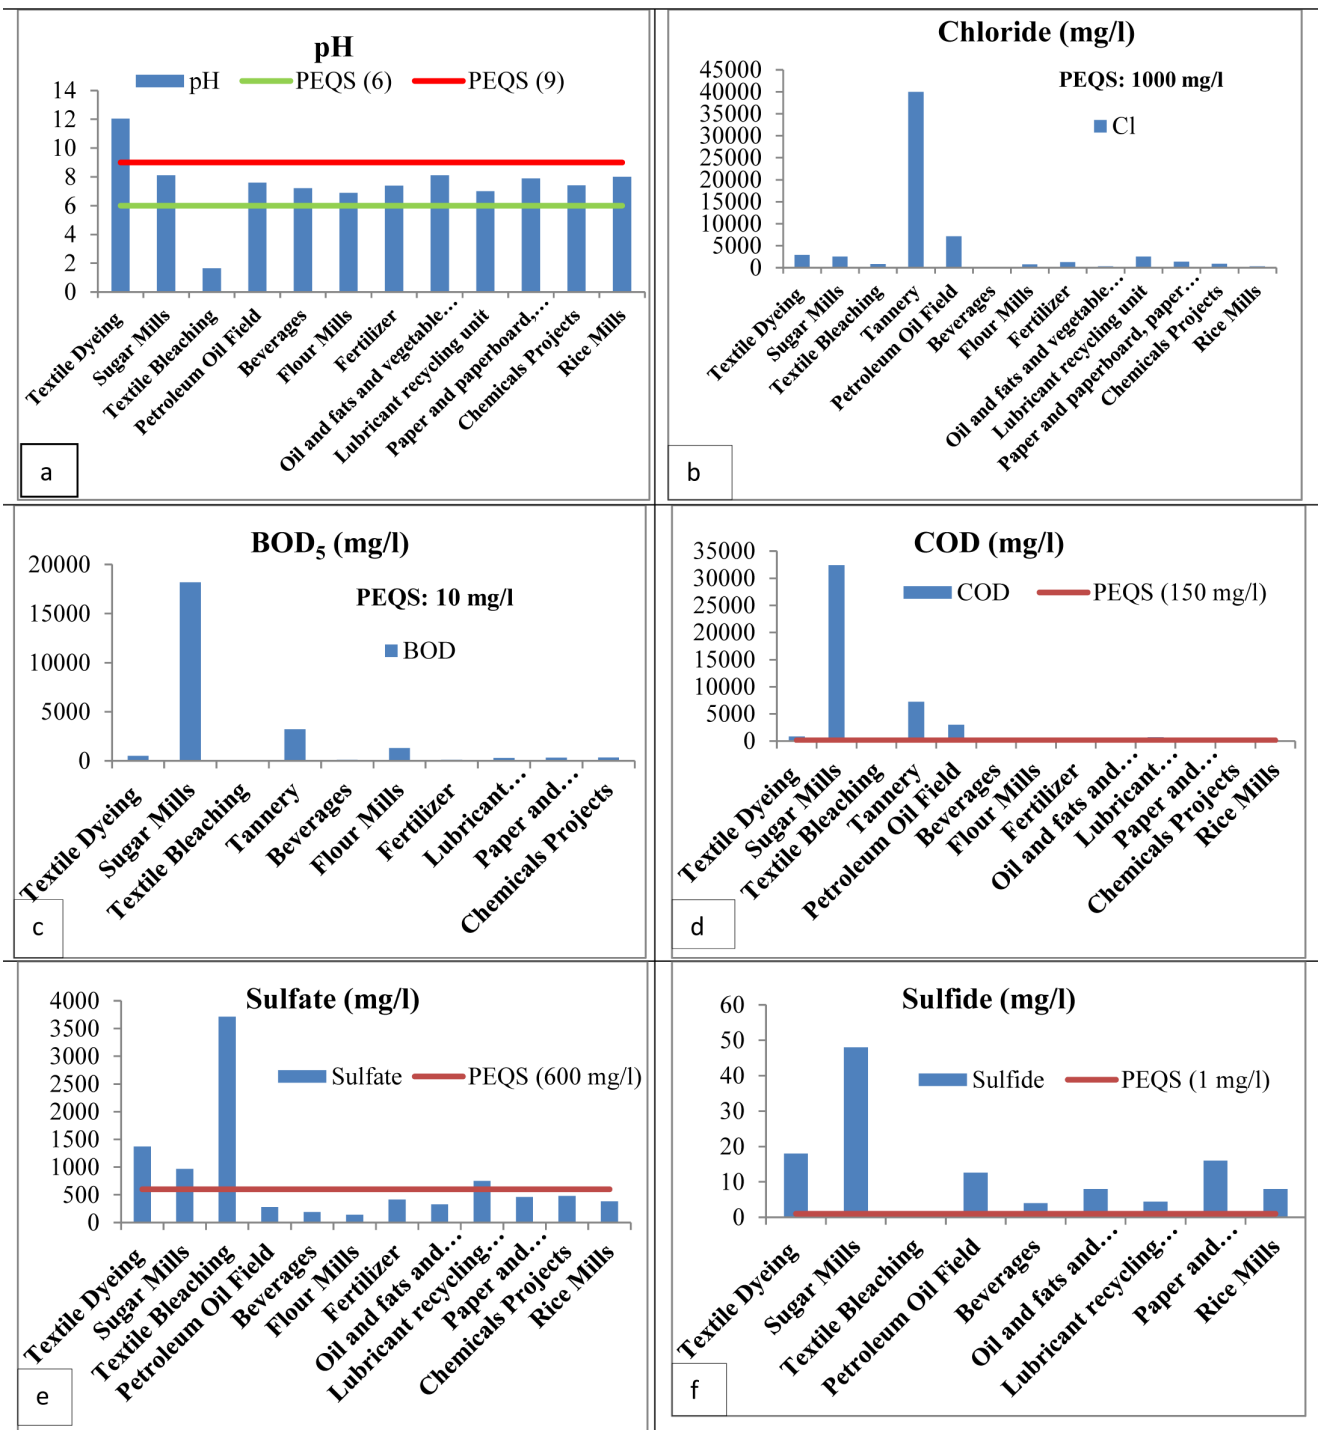 pH
pH PEQS (6) PEQS (9)
14
12
10
8
6
4
2
0
Textile Dyeing
Sugar Mills
Textile Bleaching
Petroleum Oil Field
Beverages
Flour Mills
Fertilizer
Oil and fats and vegetable…
Lubricant recycling unit
Paper and paperboard,…
Chemicals Projects
Rice Mills
a
Chloride (mg/l)
PEQS: 1000 mg/l
Cl
45000
40000
35000
30000
25000
20000
15000
10000
5000
0
Textile Dyeing
Sugar Mills
Textile Bleaching
Tannery
Petroleum Oil Field
Beverages
Flour Mills
Fertilizer
Oil and fats and vegetable…
Lubricant recycling unit
Paper and paperboard, paper…
Chemicals Projects
Rice Mills
b
BOD5 (mg/l)
PEQS: 10 mg/l
BOD
20000
15000
10000
5000
0
Textile Dyeing
Sugar Mills
Textile Bleaching
Tannery
Beverages
Flour Mills
Fertilizer
Lubricant…
Paper and…
Chemicals Projects
c
COD (mg/l)
COD PEQS (150 mg/l)
35000
30000
25000
20000
15000
10000
5000
0
Textile Dyeing
Sugar Mills
Textile Bleaching
Tannery
Petroleum Oil Field
Beverages
Flour Mills
Fertilizer
Oil and fats and…
Lubricant…
Paper and…
Chemicals Projects
Rice Mills
d
Sulfate (mg/l)
Sulfate PEQS (600 mg/l)
4000
3500
3000
2500
2000
1500
1000
500
0
Textile Dyeing
Sugar Mills
Textile Bleaching
Petroleum Oil Field
Beverages
Flour Mills
Fertilizer
Oil and fats and…
Lubricant recycling…
Paper and…
Chemicals Projects
Rice Mills
e
Sulfide (mg/l)
Sulfide PEQS (1 mg/l)
60
50
40
30
20
10
0
Textile Dyeing
Sugar Mills
Textile Bleaching
Petroleum Oil Field
Beverages
Oil and fats and…
Lubricant recycling…
Paper and…
Rice Mills
f